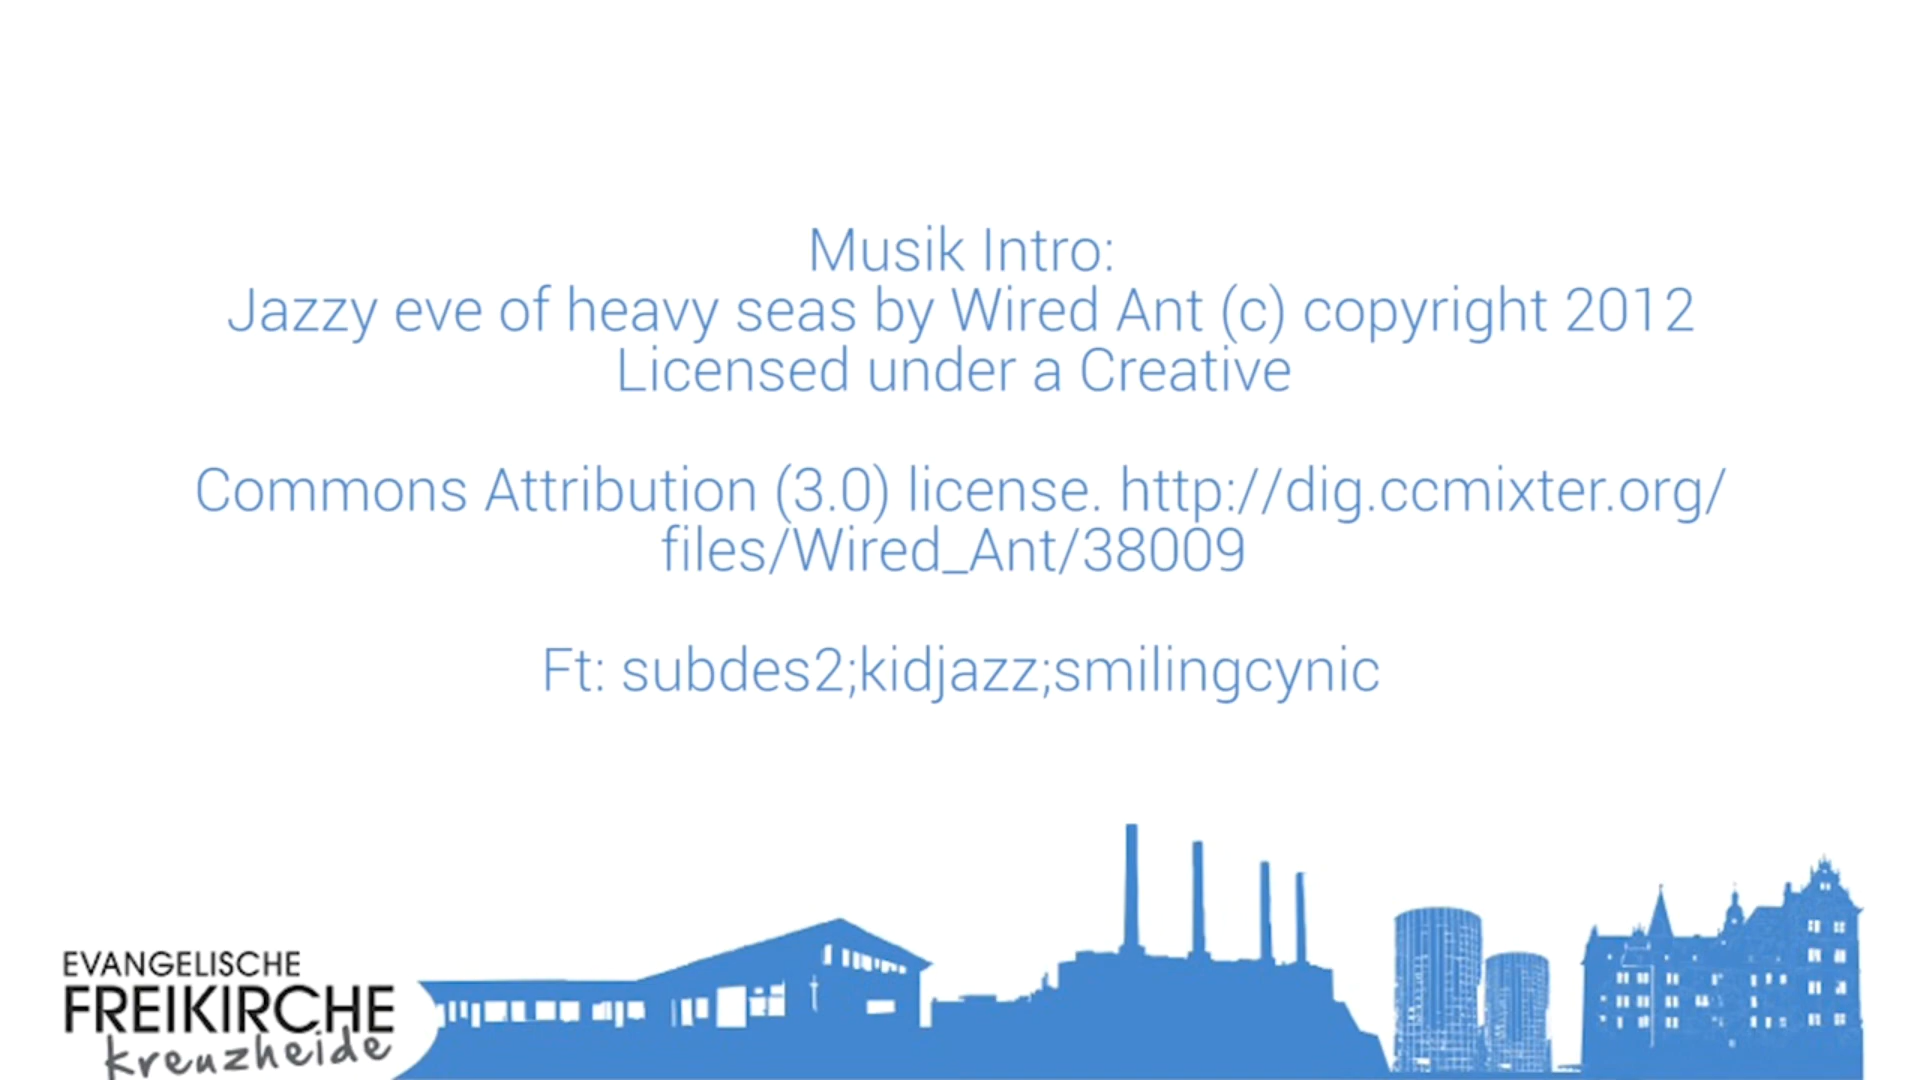 Musik Intro:
Jazzy eve of heavy seas by Wired Ant (c) copyright 2012
Licensed under a Creative
Commons Attribution (3.0) license. http://dig.ccmixter.org/
files/Wired_Ant/38009
Ft: subdes2;kidjazz;smilingcynic
EVANGELISCHE
FREIKIRCHE
kreuzheide